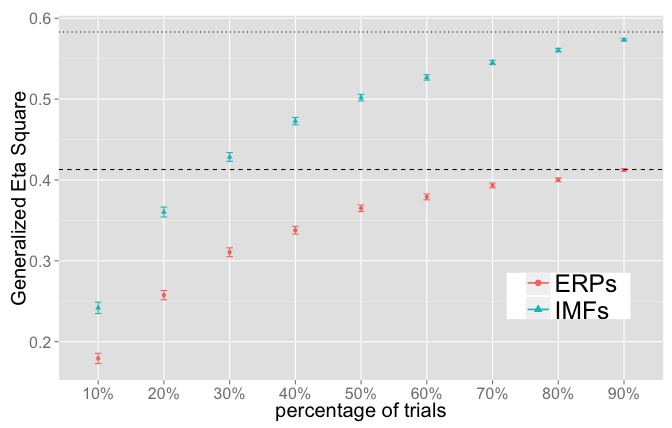 0.6
0.5
0.4
0.3
0.2
Generalized Eta Square
ERPs
IMFs
10% 20% 30% 40% 50% 60% 70% 80% 90%
percentage of trials